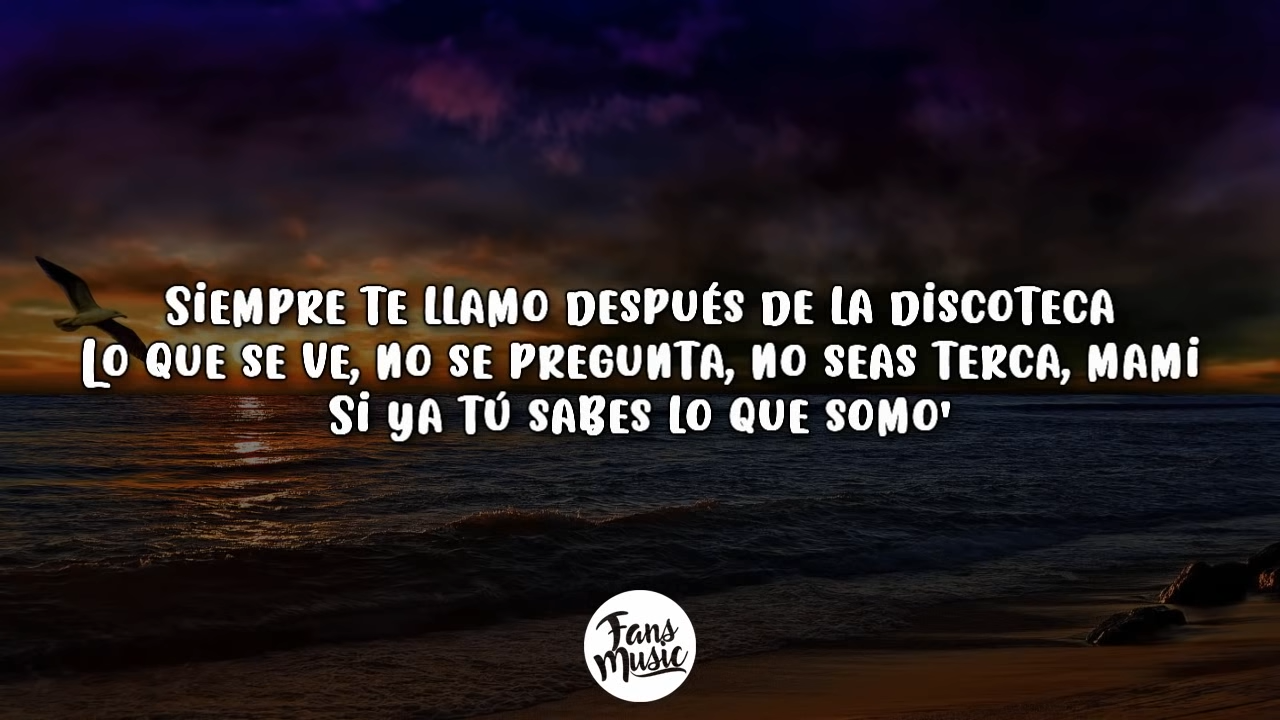 Siempre te llamo después de la discoteca
Lo que se ve, no se pregunta, no seas terca, mami
Si ya tú sabes lo que somo'
Fans
Music